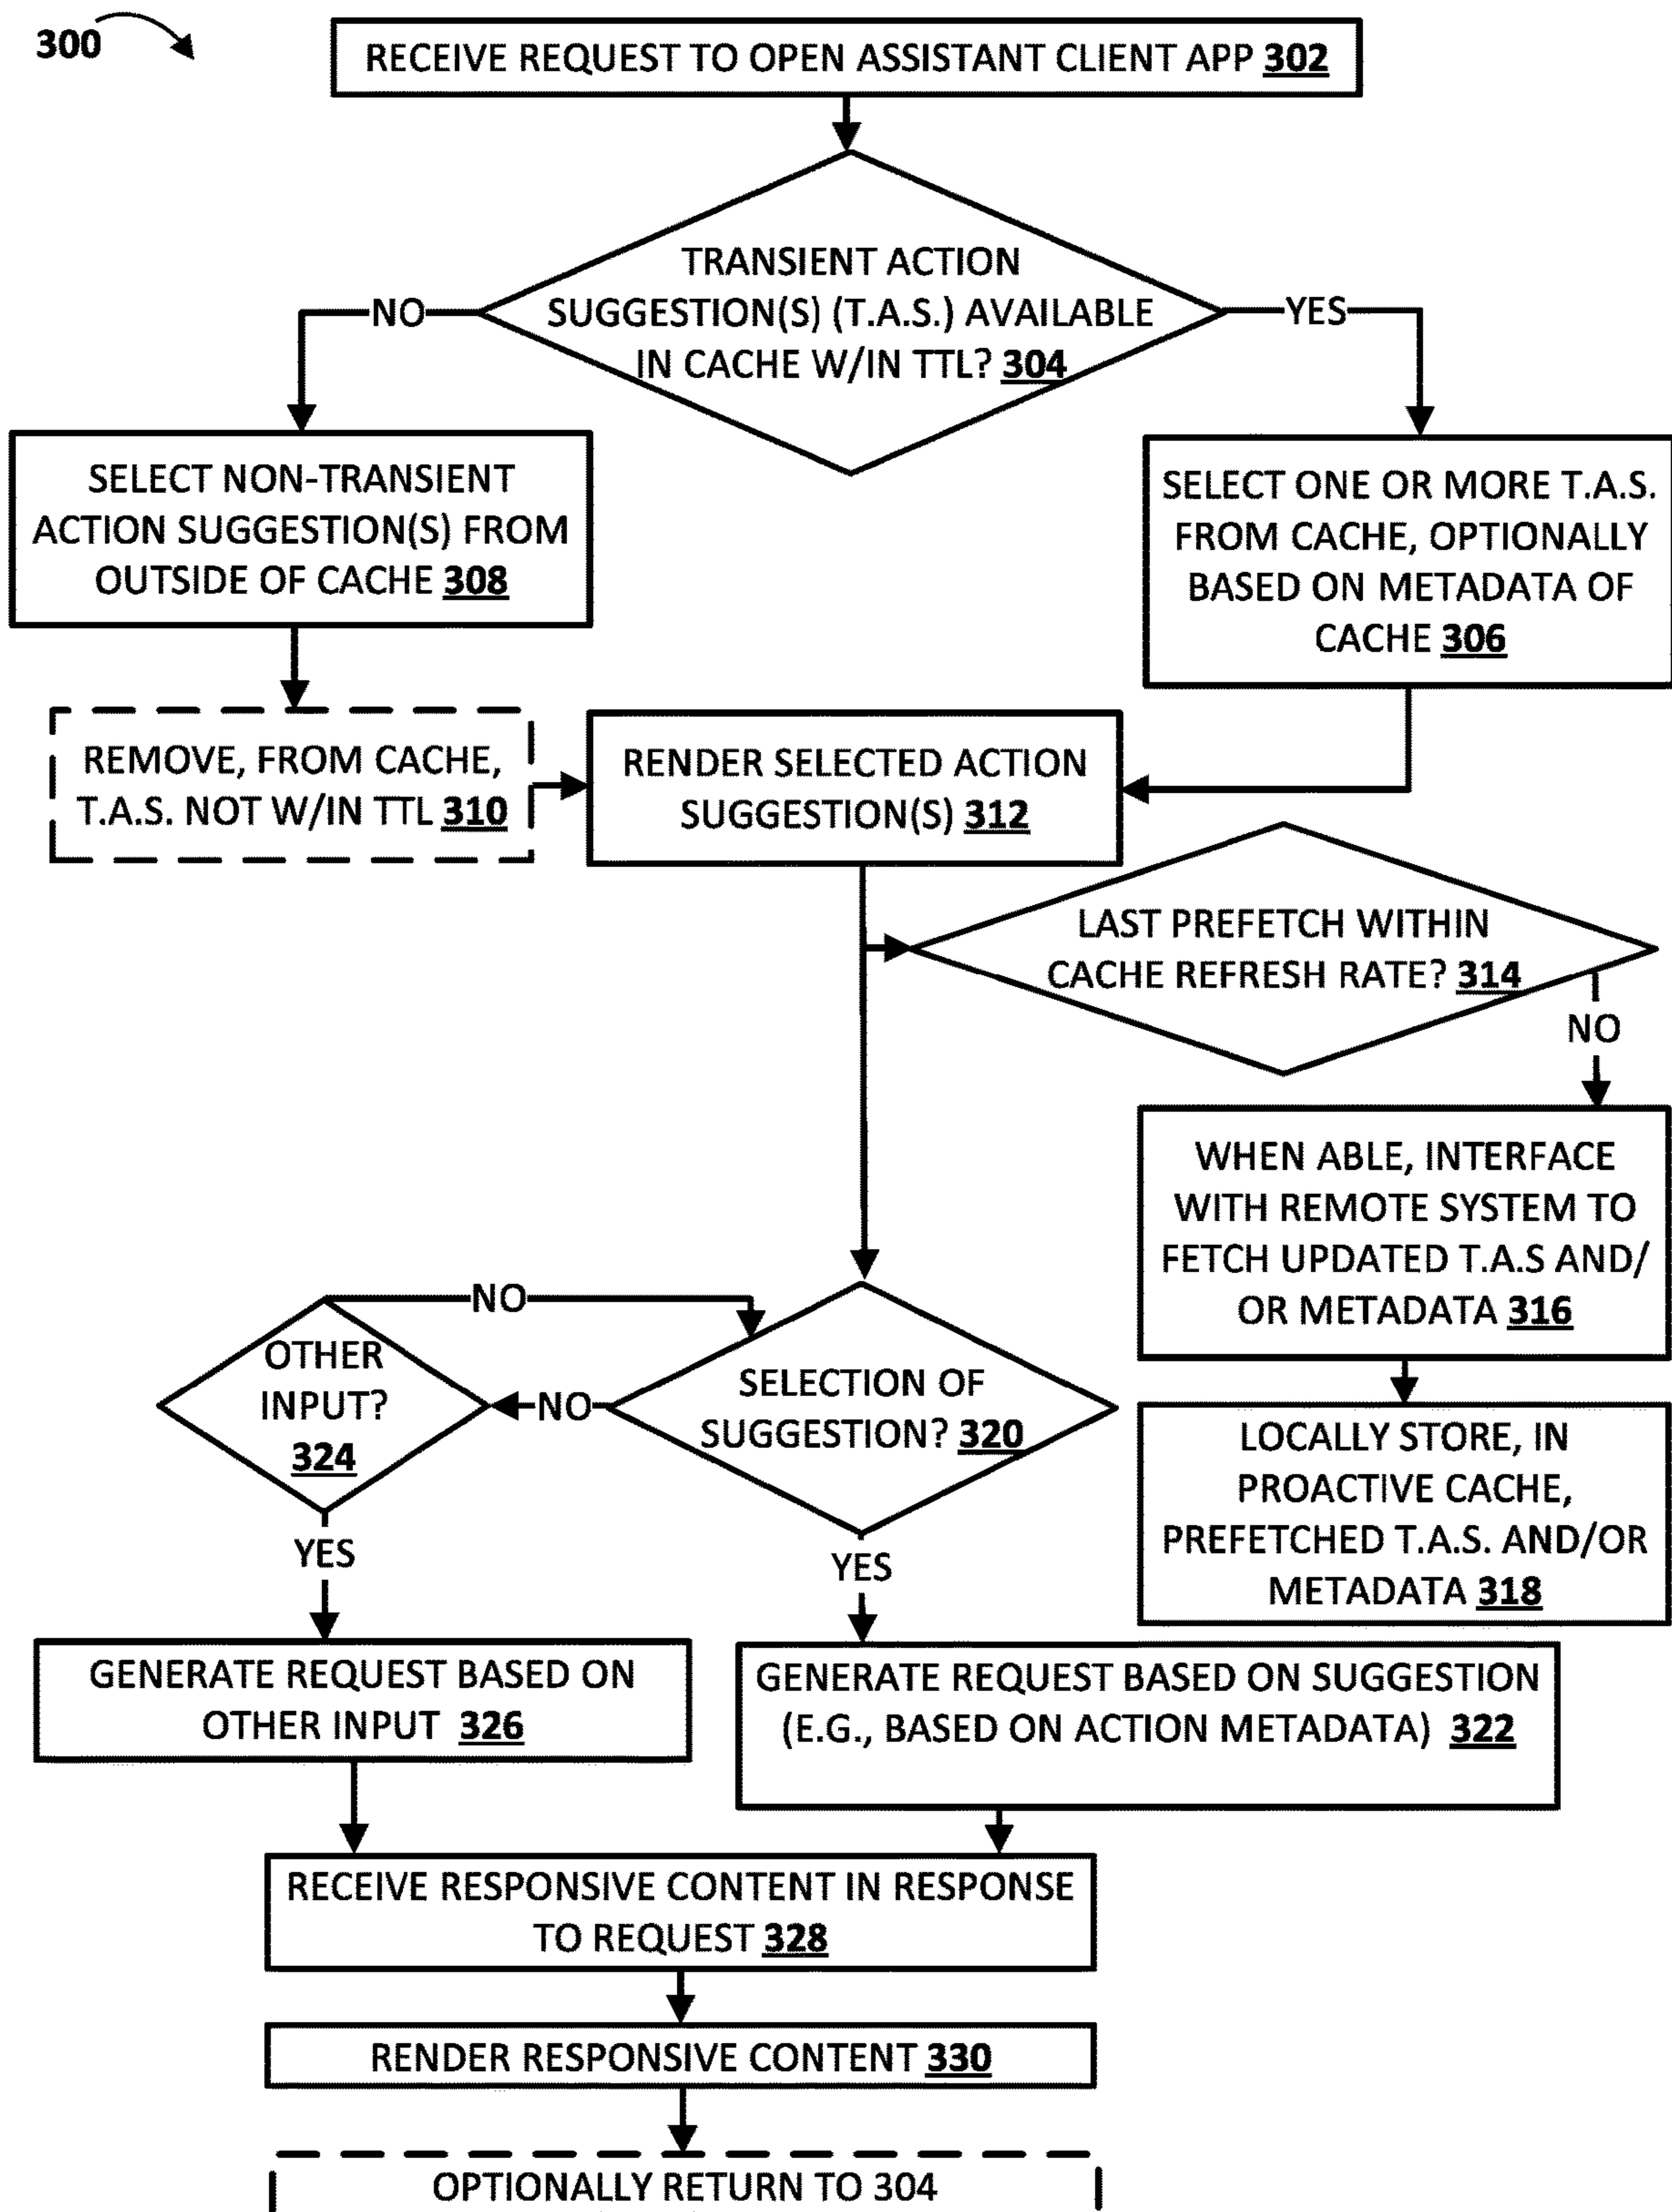 300
RECEIVE REQUEST TO OPEN ASSISTANT CLIENT APP 302
TRANSIENT ACTION
SUGGESTION(S) (T.A.S.) AVAILABLE
IN CACHE W/IN TTL? 304
NO
YES
SELECT NON-TRANSIENT
ACTION SUGGESTION(S) FROM
OUTSIDE OF CACHE 308
SELECT ONE OR MORE T.A.S.
FROM CACHE, OPTIONALLY
BASED ON METADATA OF
CACHE 306
REMOVE, FROM CACHE,
T.A.S. NOT W/IN TTL 310
RENDER SELECTED ACTION
SUGGESTION(S) 312
LAST PREFETCH WITHIN
CACHE REFRESH RATE? 314
NO
WHEN ABLE, INTERFACE
WITH REMOTE SYSTEM TO
FETCH UPDATED T.A.S AND/
OR METADATA 316
LOCALLY STORE, IN
PROACTIVE CACHE,
PREFETCHED T.A.S. AND/OR
METADATA 318
NO
OTHER
INPUT?
324
NO
SELECTION OF
SUGGESTION? 320
YES
YES
GENERATE REQUEST BASED ON
OTHER INPUT 326
GENERATE REQUEST BASED ON SUGGESTION
(E.G., BASED ON ACTION METADATA) 322
RECEIVE RESPONSIVE CONTENT IN RESPONSE
TO REQUEST 328
RENDER RESPONSIVE CONTENT 330
OPTIONALLY RETURN TO 304